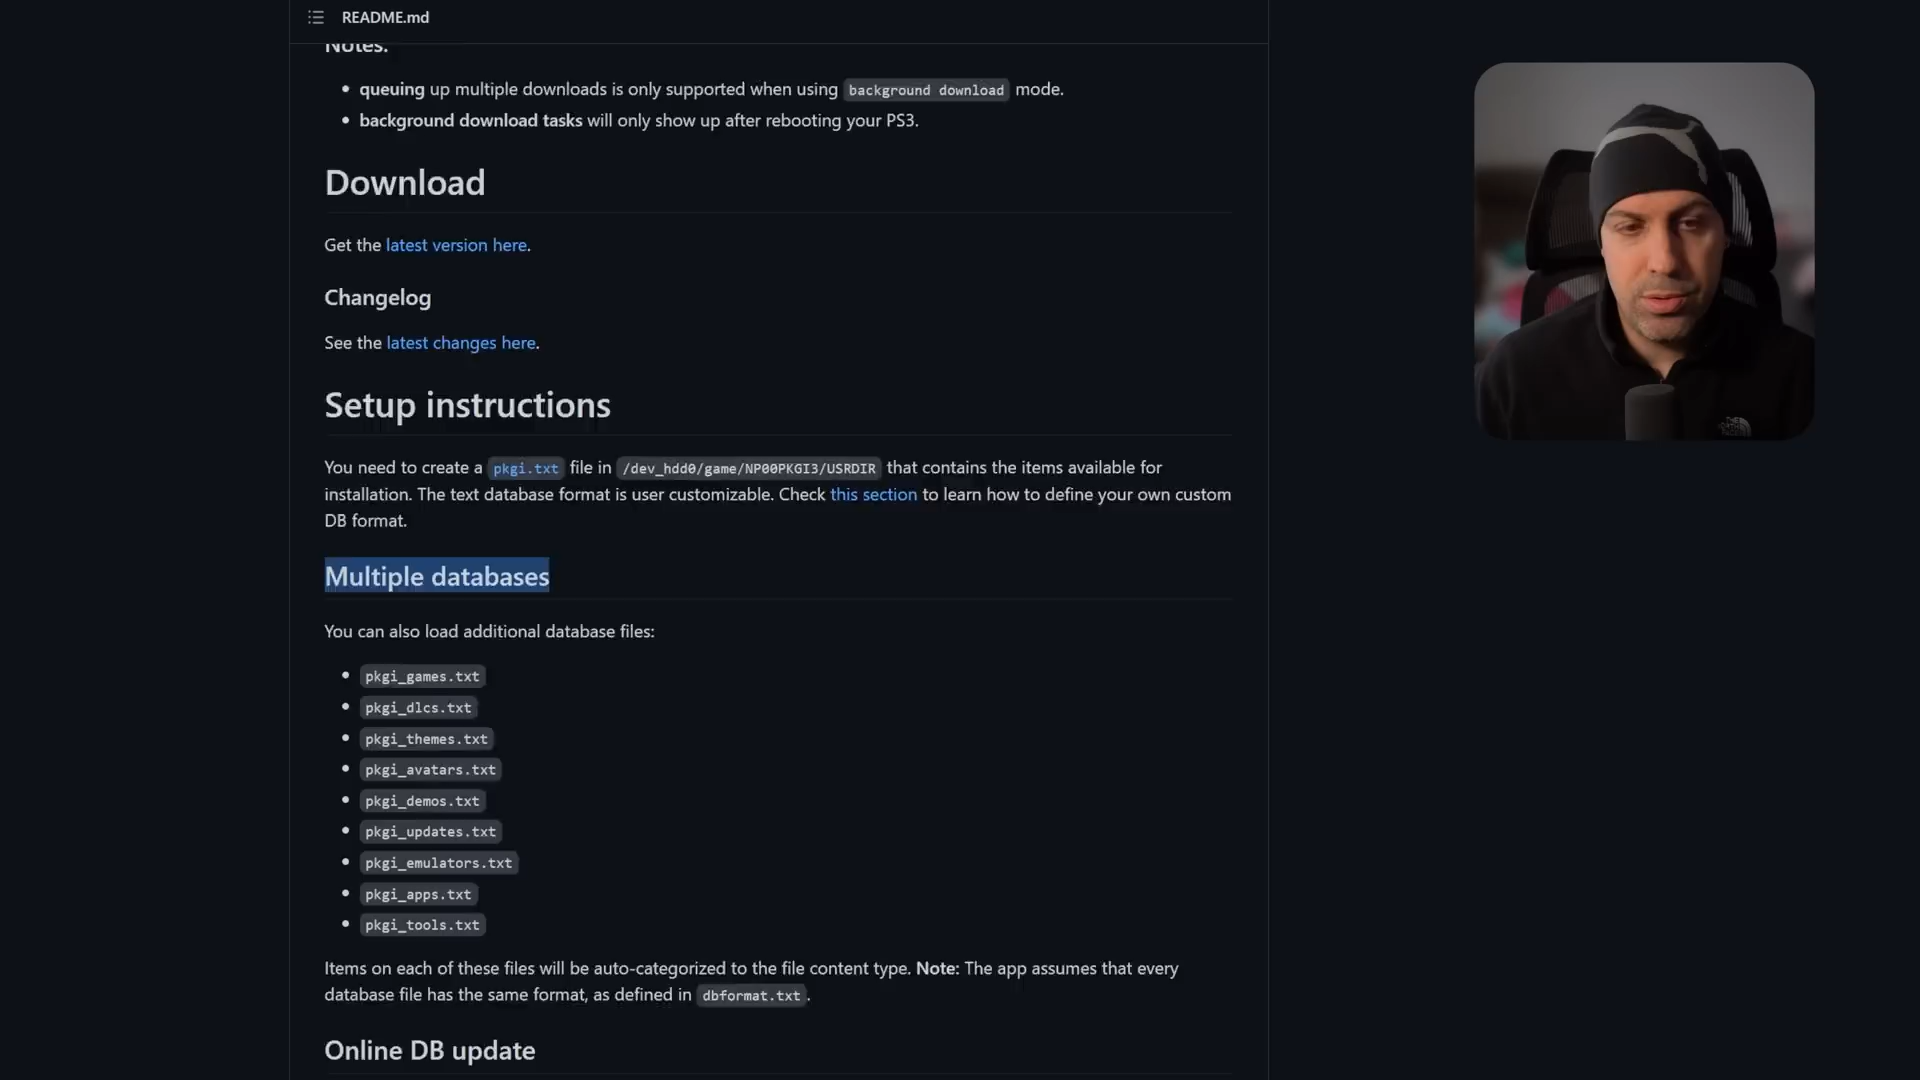 README.md
Notes:
queuing up multiple downloads is only supported when using background download mode.
background download tasks will only show up after rebooting your PS3.
Download
Get the latest version here.
Changelog
See the latest changes here.
Setup instructions
You need to create a pkgi.txt file in /dev_hdd0/game/NP00PKGI3/USRDIR that contains the items available for
installation. The text database format is user customizable. Check this section to learn how to define your own custom
DB format.
Multiple databases
You can also load additional database files:
pkgi_games.txt
pkgi_dlcs.txt
pkgi_themes.txt
pkgi_avatars.txt
pkgi_demos.txt
pkgi_updates.txt
pkgi_emulators.txt
pkgi_apps.txt
pkgi_tools.txt
Items on each of these files will be auto-categorized to the file content type. Note: The app assumes that every
database file has the same format, as defined in dbformat.txt.
Online DB update